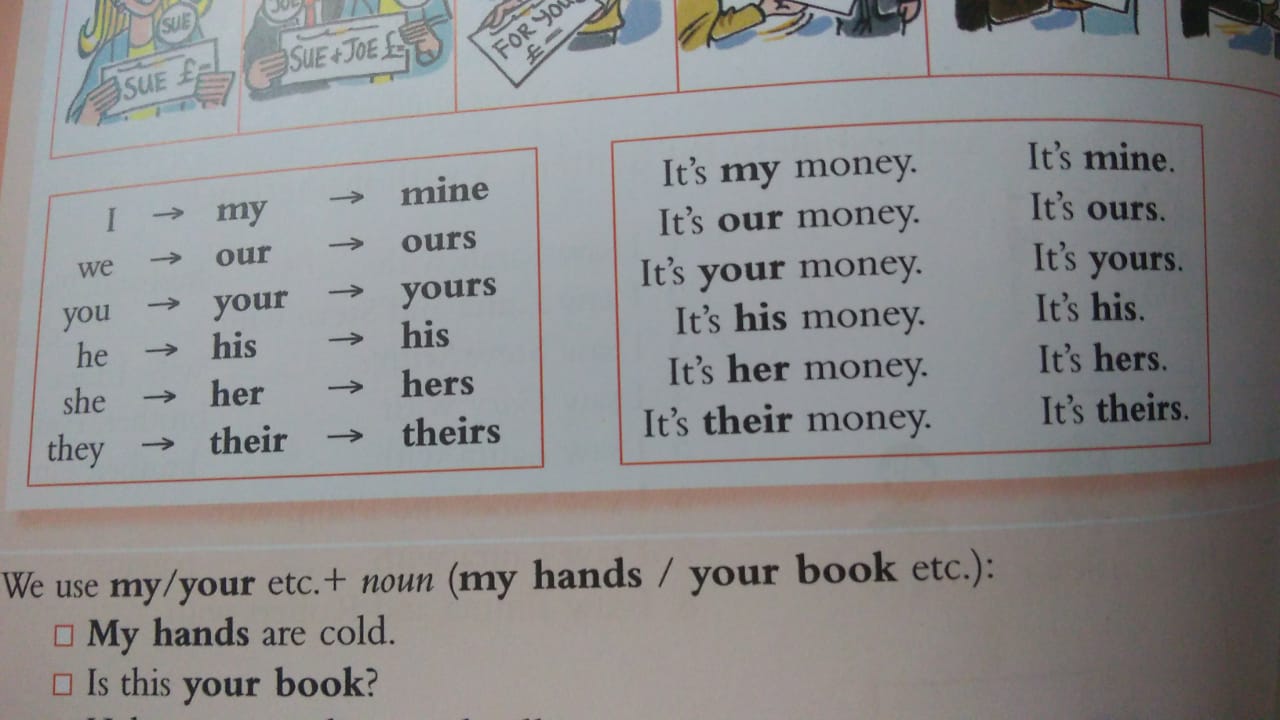 SUE
SUE £–
SUE + JOE £–
FOR YOU
£ –
I → my → mine
we → our → ours
you → your → yours
he → his → his
she → her → hers
they → their → theirs
It’s my money. It’s mine.
It’s our money. It’s ours.
It’s your money. It’s yours.
It’s his money. It’s his.
It’s her money. It’s hers.
It’s their money. It’s theirs.
We use my/your etc. + noun (my hands / your book etc.):
□ My hands are cold.
□ Is this your book?